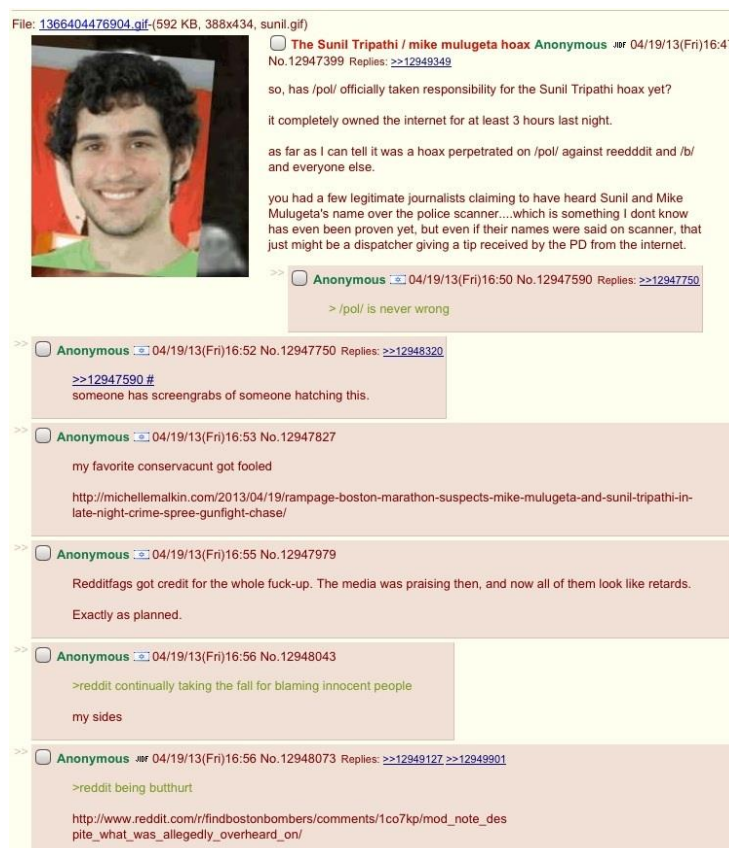 File: 1366404476904.gif-(592 KB, 388x434, sunil.gif)
The Sunil Tripathi / mike mulugeta hoax Anonymous JIDF 04/19/13(Fri)16:47
No.12947399 Replies: >>12949349
so, has /pol/ officially taken responsibility for the Sunil Tripathi hoax yet?
it completely owned the internet for at least 3 hours last night.
as far as I can tell it was a hoax perpetrated on /pol/ against reedddit and /b/
and everyone else.
you had a few legitimate journalists claiming to have heard Sunil and Mike
Mulugeta's name over the police scanner....which is something I dont know
has even been proven yet, but even if their names were said on scanner, that
just might be a dispatcher giving a tip received by the PD from the internet.
>> Anonymous 04/19/13(Fri)16:50 No.12947590 Replies: >>12947750
> /pol/ is never wrong
>> Anonymous 04/19/13(Fri)16:52 No.12947750 Replies: >>12948320
>>12947590 #
someone has screengrabs of someone hatching this.
>> Anonymous 04/19/13(Fri)16:53 No.12947827
my favorite conservacunt got fooled
http://michellemalkin.com/2013/04/19/rampage-boston-marathon-suspects-mike-mulugeta-and-sunil-tripathi-in-
late-night-crime-spree-gunfight-chase/
>> Anonymous 04/19/13(Fri)16:55 No.12947979
Redditfags got credit for the whole fuck-up. The media was praising then, and now all of them look like retards.
Exactly as planned.
>> Anonymous 04/19/13(Fri)16:56 No.12948043
>reddit continually taking the fall for blaming innocent people
my sides
>> Anonymous JIDF 04/19/13(Fri)16:56 No.12948073 Replies: >>12949127 >>12949901
>reddit being butthurt
http://www.reddit.com/r/findbostonbombers/comments/1co7kp/mod_note_des
pite_what_was_allegedly_overheard_on/